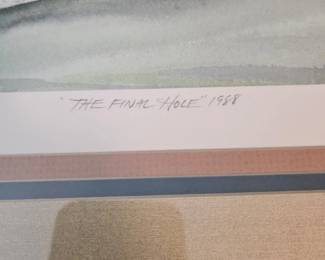 "THE FINAL "HOLE" 1988